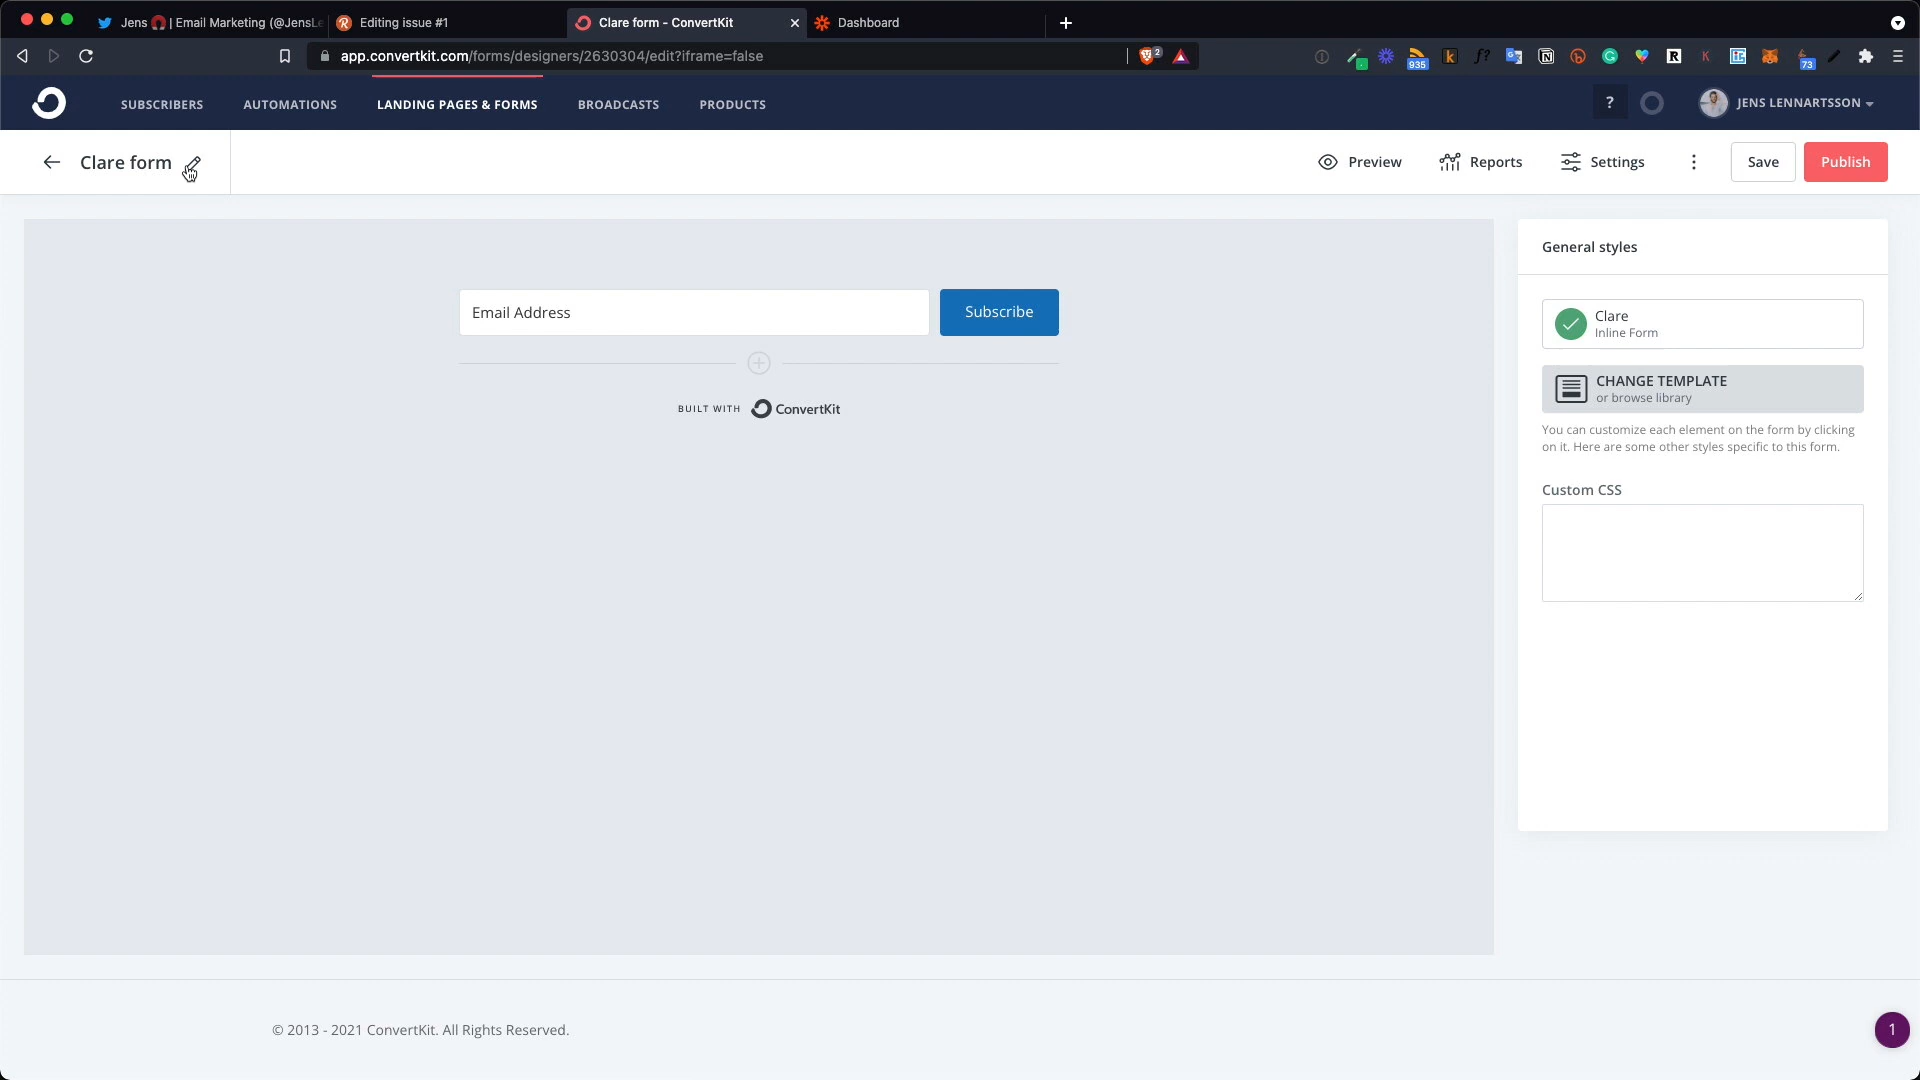 Jens | Email Marketing (@JensLe
Editing issue #1
Clare form - ConvertKit
Dashboard
app.convertkit.com/forms/designers/2630304/edit?iframe=false
2
935
73
SUBSCRIBERS
AUTOMATIONS
LANDING PAGES & FORMS
BROADCASTS
PRODUCTS
?
JENS LENNARTSSON
Clare form
Preview
Reports
Settings
Save
Publish
General styles
Email Address
Subscribe
Clare
Inline Form
BUILT WITH ConvertKit
CHANGE TEMPLATE
or browse library
You can customize each element on the form by clicking
on it. Here are some other styles specific to this form.
Custom CSS
© 2013 - 2021 ConvertKit. All Rights Reserved.
1